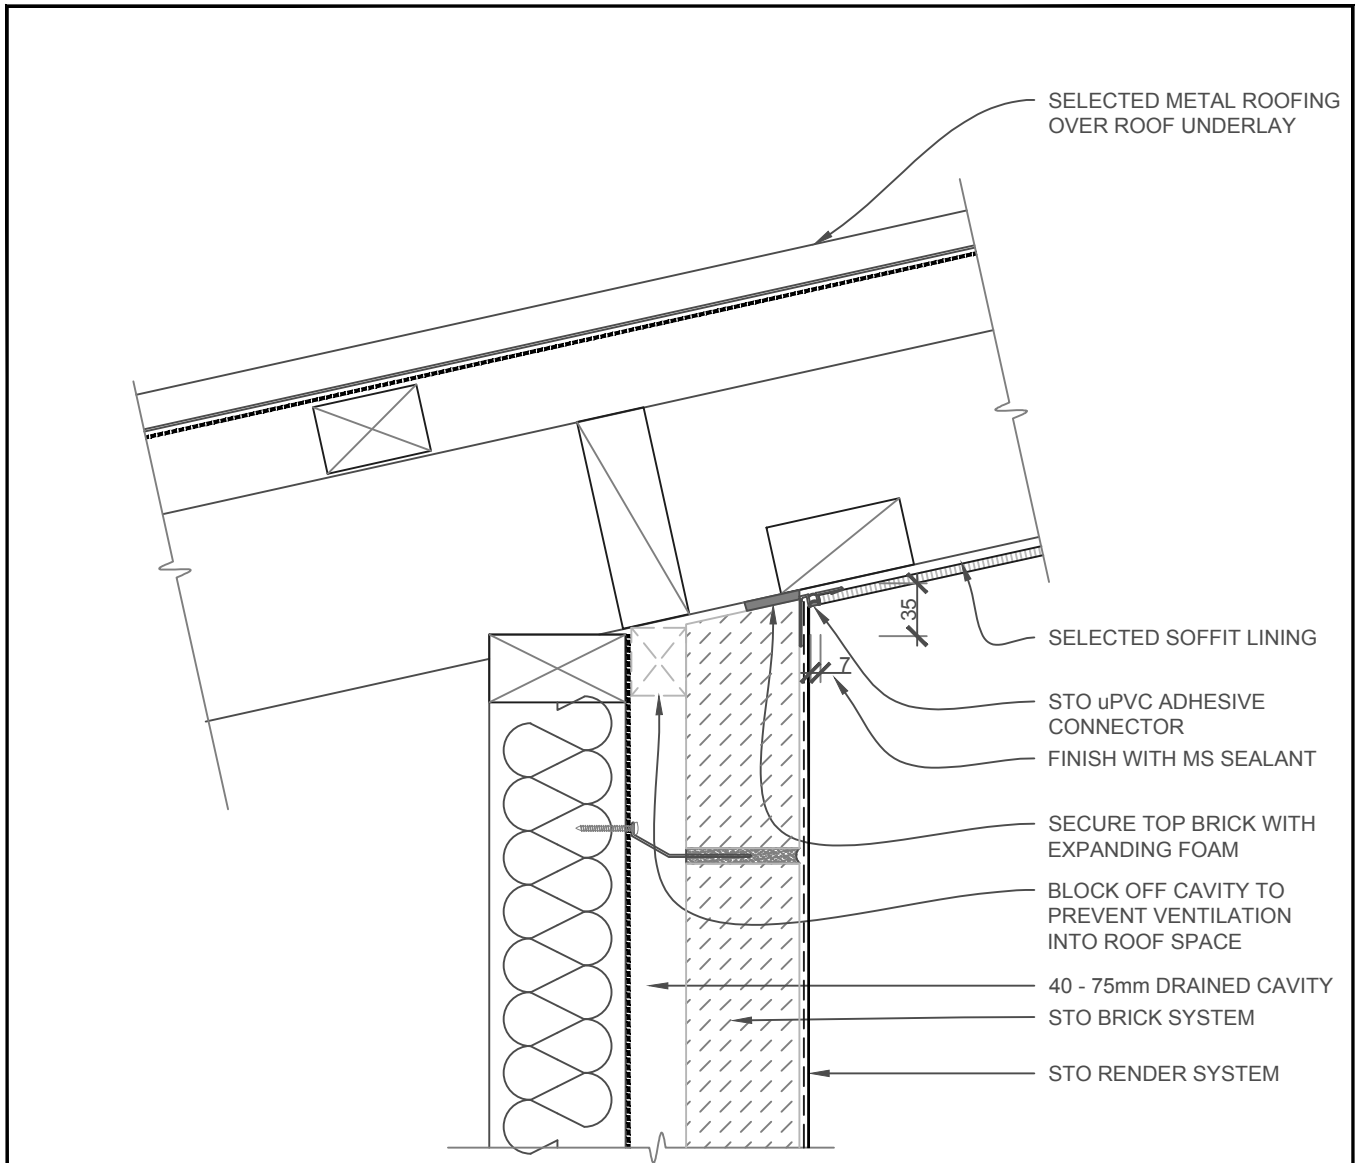 SELECTED METAL ROOFING
OVER ROOF UNDERLAY
35
SELECTED SOFFIT LINING
7
STO uPVC ADHESIVE
CONNECTOR
FINISH WITH MS SEALANT
SECURE TOP BRICK WITH
EXPANDING FOAM
BLOCK OFF CAVITY TO
PREVENT VENTILATION
INTO ROOF SPACE
40 - 75mm DRAINED CAVITY
STO BRICK SYSTEM
STO RENDER SYSTEM